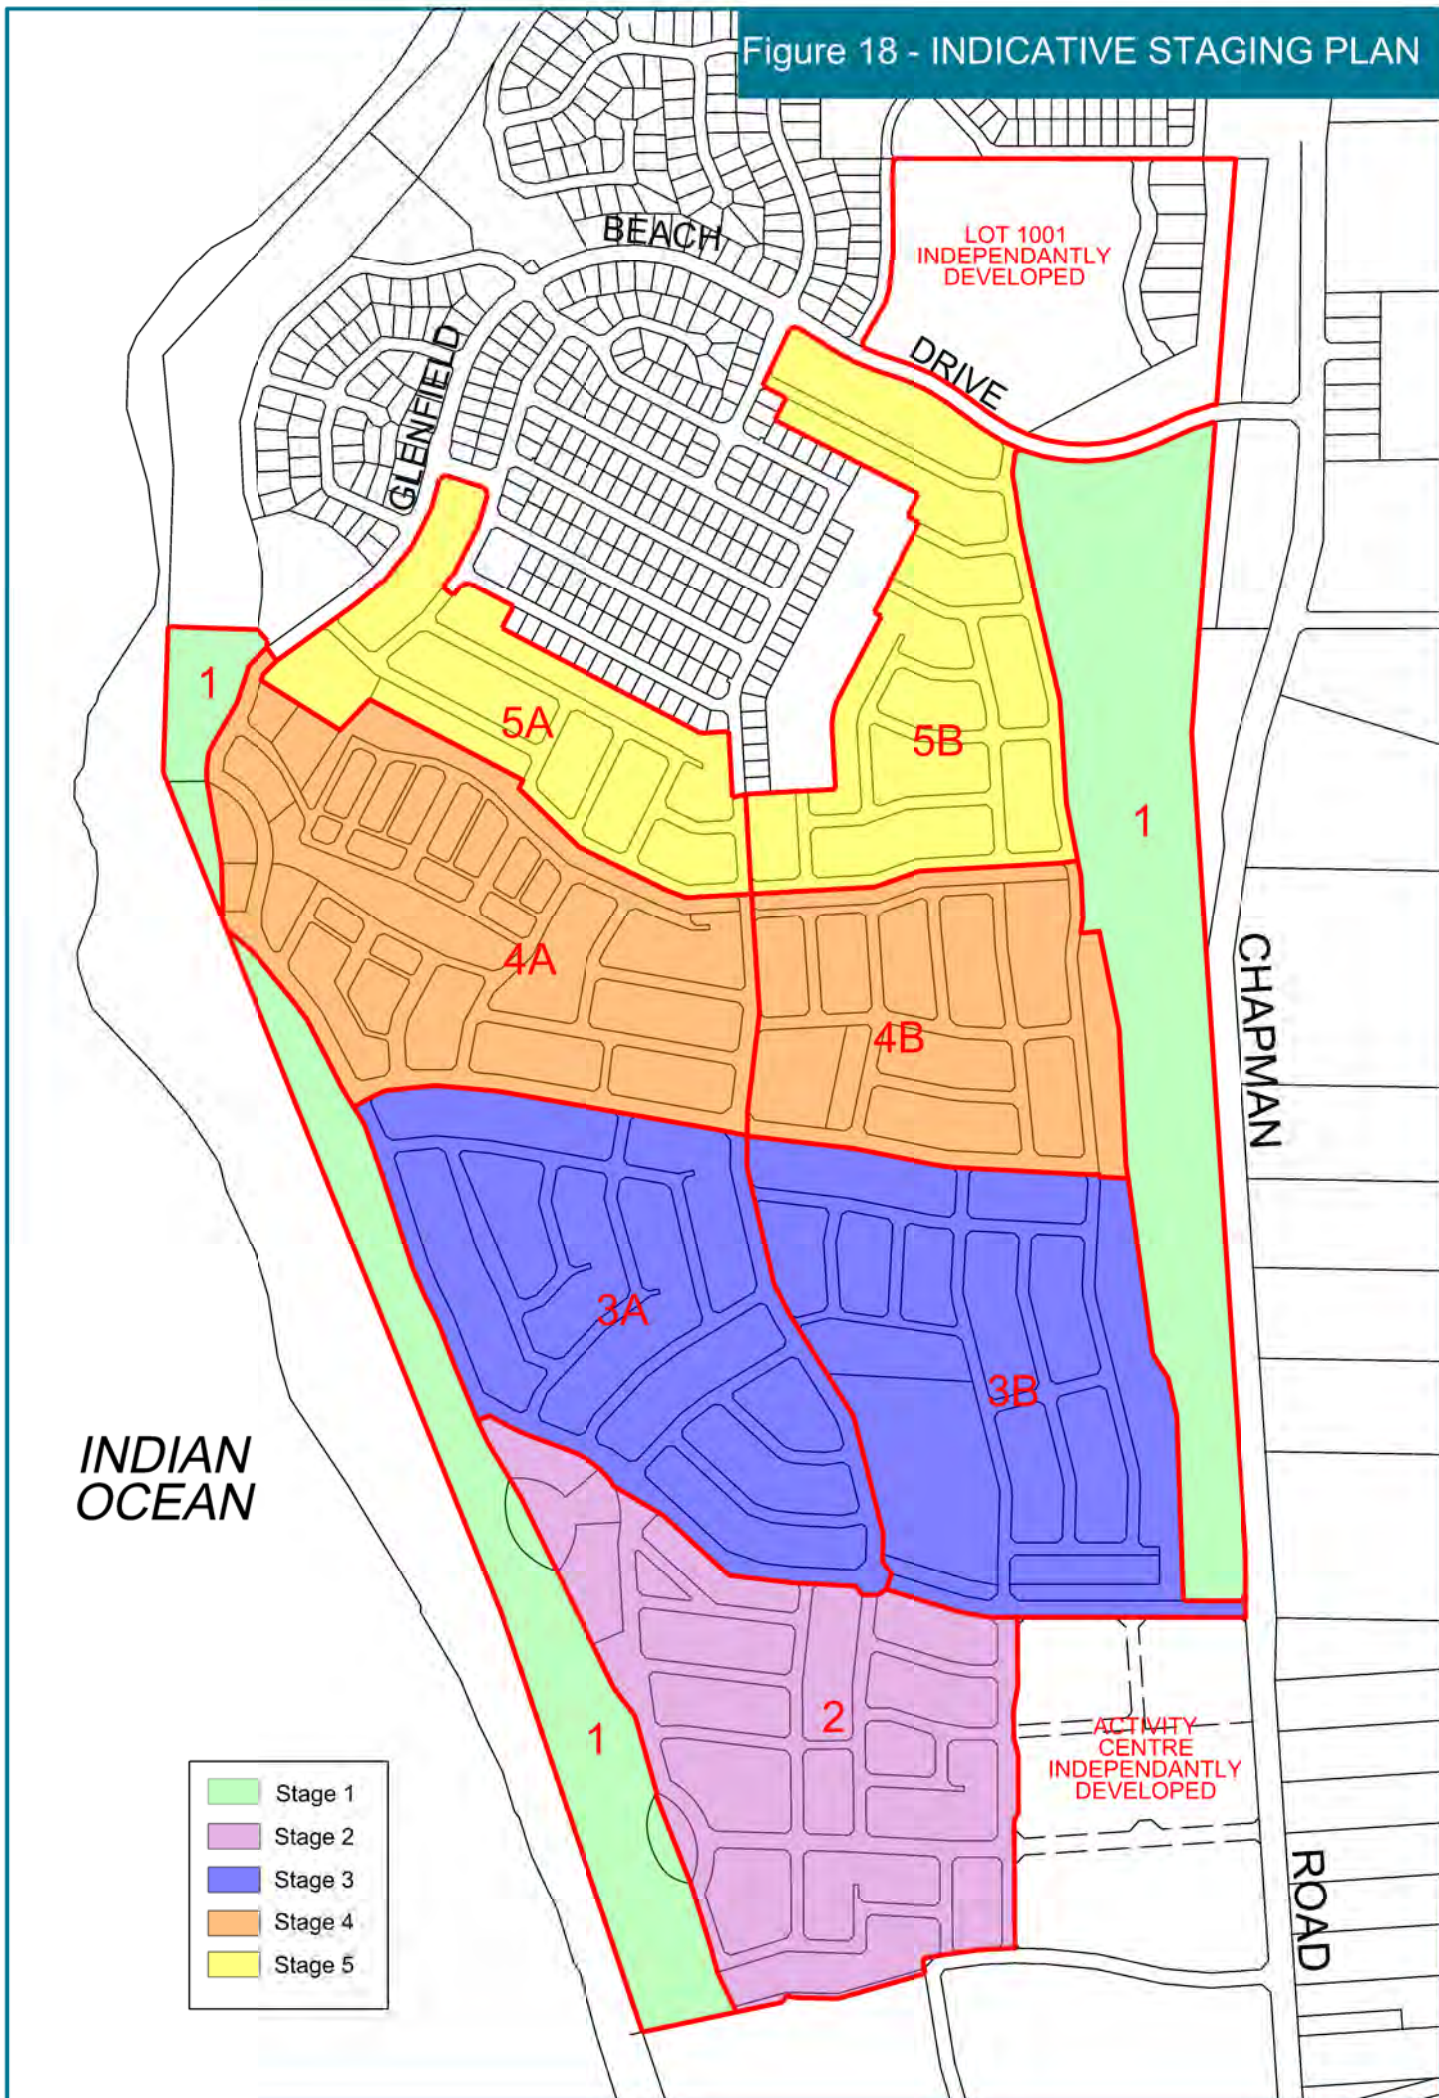 Figure 18 - INDICATIVE STAGING PLAN
BEACH
LOT 1001
INDEPENDANTLY
DEVELOPED
DRIVE
GLENFIELD
1
5A
5B
1
4A
4B
CHAPMAN
3A
3B
INDIAN
OCEAN
2
1
ACTIVITY
CENTRE
INDEPENDANTLY
DEVELOPED
ROAD
Stage 1
Stage 2
Stage 3
Stage 4
Stage 5